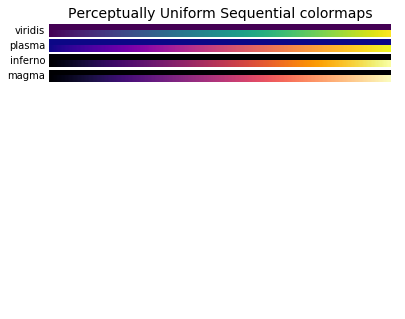 Perceptually Uniform Sequential colormaps
viridis
plasma
inferno
magma